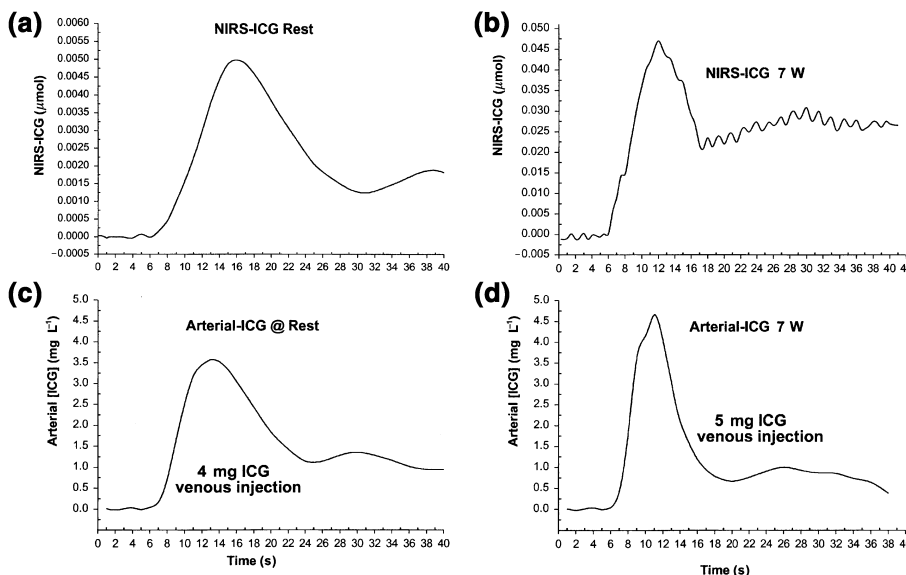 (a)
NIRS-ICG Rest
NIRS-ICG (μmol)
0.0060
0.0055
0.0050
0.0045
0.0040
0.0035
0.0030
0.0025
0.0020
0.0015
0.0010
0.0005
0.0000
−0.0005
0 2 4 6 8 10 12 14 16 18 20 22 24 26 28 30 32 34 36 38 40
(b)
NIRS-ICG 7 W
NIRS-ICG (μmol)
0.050
0.045
0.040
0.035
0.030
0.025
0.020
0.015
0.010
0.005
0.000
−0.005
0 2 4 6 8 10 12 14 16 18 20 22 24 26 28 30 32 34 36 38 40 4
(c)
Arterial-ICG @ Rest
Arterial [ICG] (mg L⁻¹)
5.0
4.5
4.0
3.5
3.0
2.5
2.0
1.5
1.0
0.5
0.0
4 mg ICG
venous injection
0 2 4 6 8 10 12 14 16 18 20 22 24 26 28 30 32 34 36 38 40
Time (s)
(d)
Arterial-ICG 7 W
Arterial [ICG] (mg L⁻¹)
5.0
4.5
4.0
3.5
3.0
2.5
2.0
1.5
1.0
0.5
0.0
5 mg ICG
venous injection
0 2 4 6 8 10 12 14 16 18 20 22 24 26 28 30 32 34 36 38 40
Time (s)